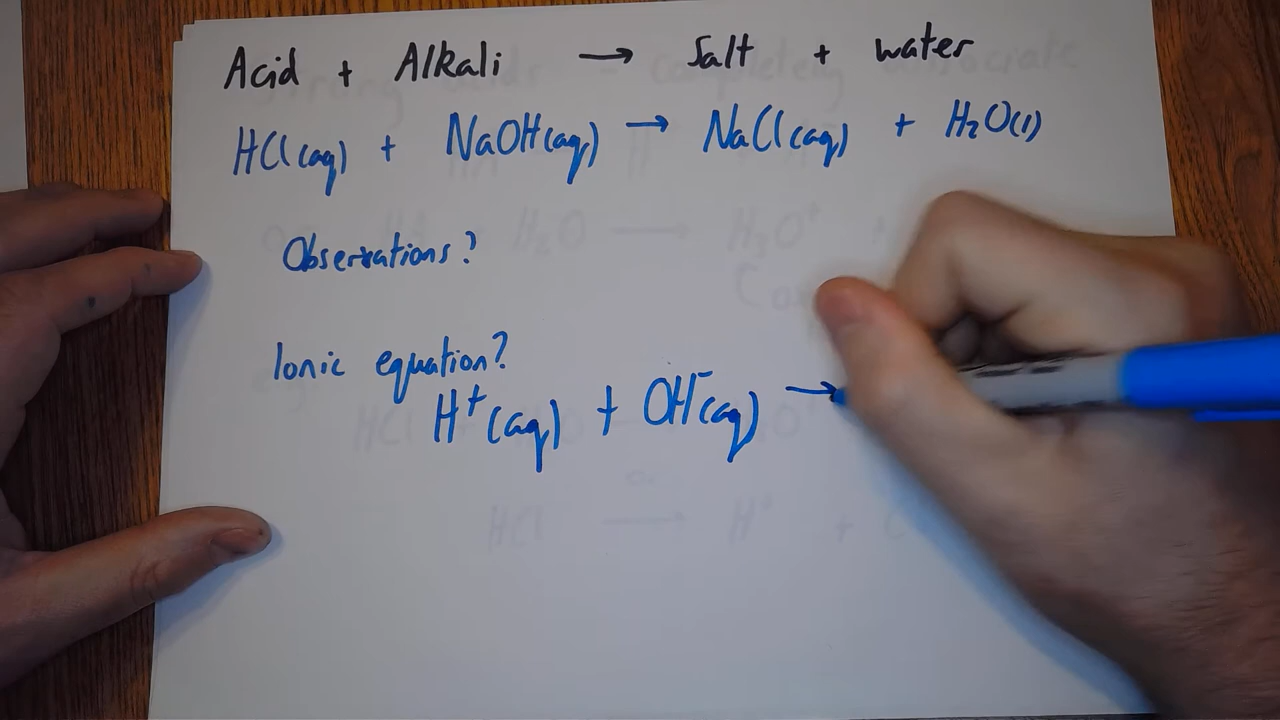 Acid + Alkali → Salt + water
HCl(aq) + NaOH(aq) → NaCl(aq) + H₂O(l)
Observations?
Ionic equation?
H⁺(aq) + OH⁻(aq) →